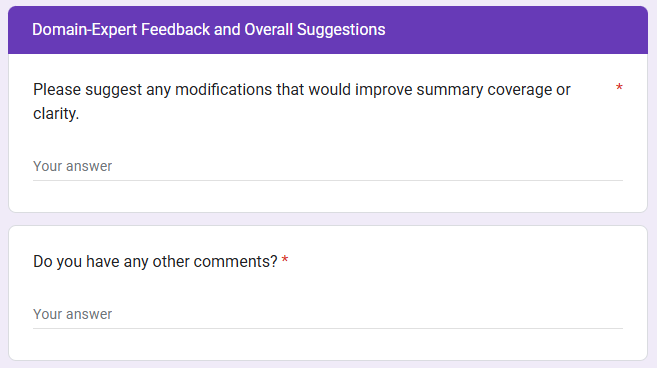 Domain-Expert Feedback and Overall Suggestions
Please suggest any modifications that would improve summary coverage or *
clarity.
Your answer
Do you have any other comments? *
Your answer